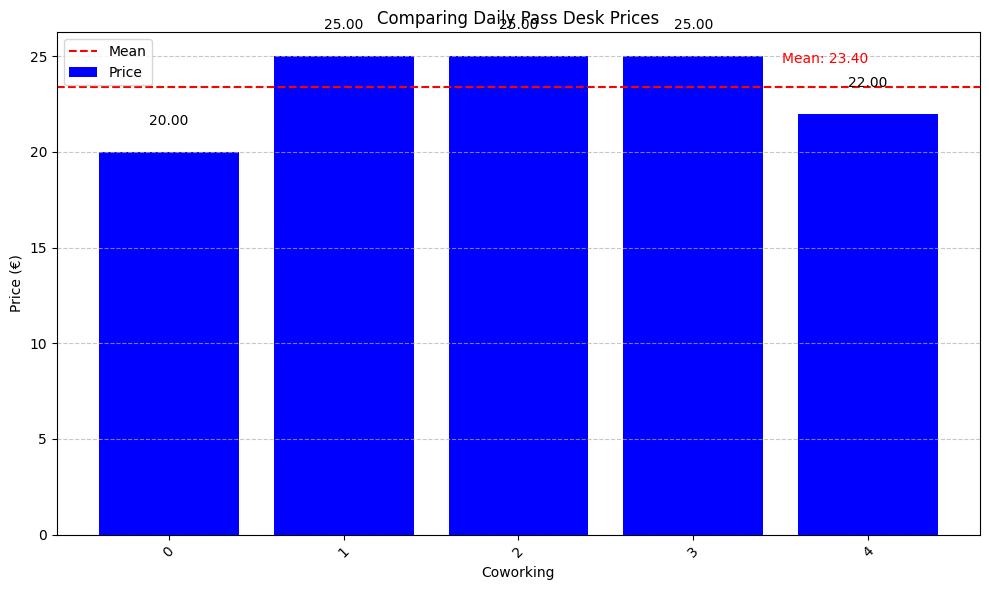 Comparing Daily Pass Desk Prices
25.00
25.00
25.00
Mean
Price
Mean: 23.40
22.00
20.00
25
20
15
10
5
0
Price (€)
0
1
2
3
4
Coworking